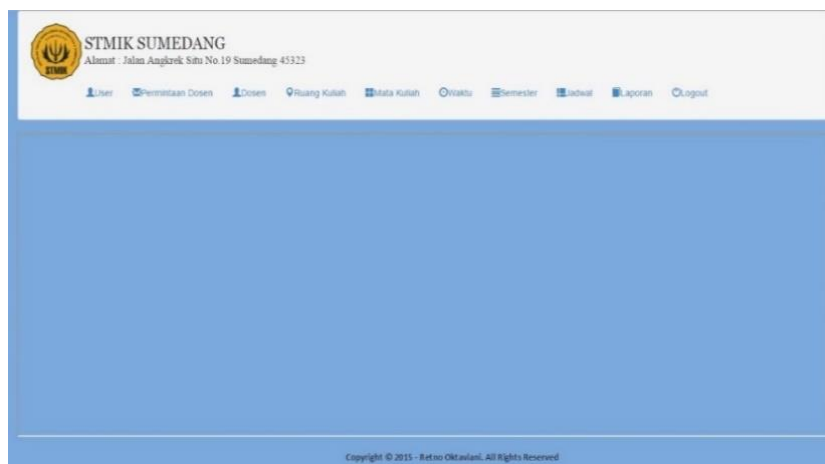 STMIK
STMIK SUMEDANG
Alamat : Jalan Angkrek Situ No.19 Sumedang 45323
User Permintaan Dosen Dosen Ruang Kuliah Mata Kuliah Waktu Semester Jadwal Laporan Logout
Copyright © 2015 - Retno Oktaviani. All Rights Reserved